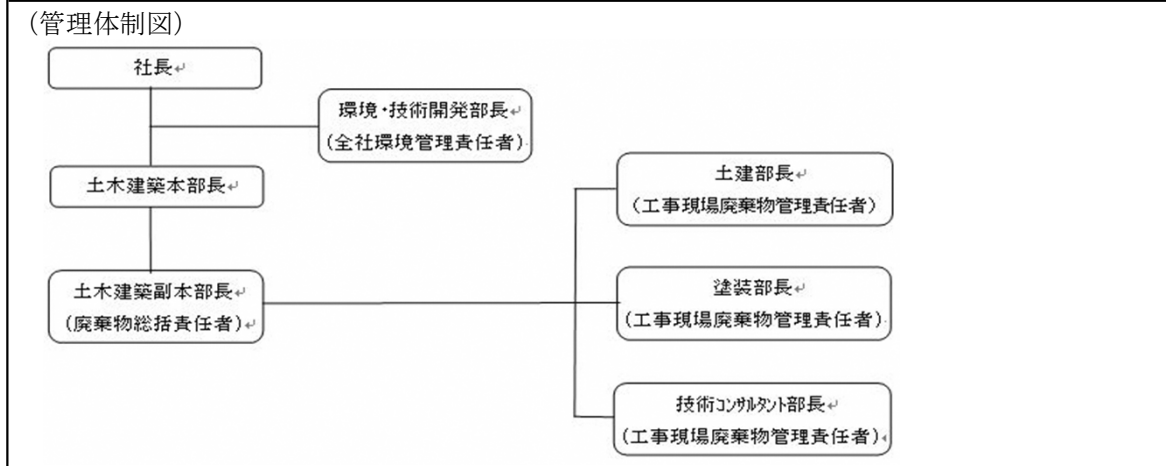 （管理体制図）
社長
環境・技術開発部長
（全社環境管理責任者）
土木建築本部長
土建部長
（工事現場廃棄物管理責任者）
土木建築副本部長
（廃棄物総括責任者）
塗装部長
（工事現場廃棄物管理責任者）
技術ｺﾝｻﾙﾀﾝﾄ部長
（工事現場廃棄物管理責任者）